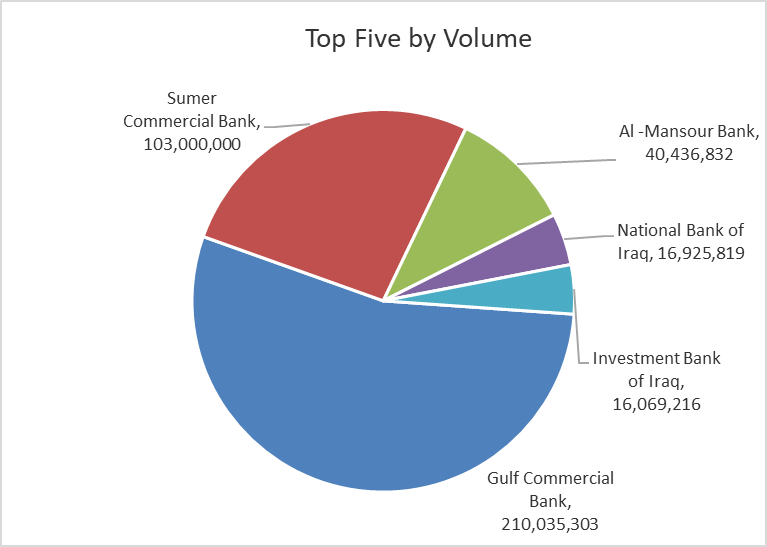 Top Five by Volume
Sumer
Commercial Bank,
103,000,000
Al -Mansour Bank,
40,436,832
National Bank of
Iraq, 16,925,819
Investment Bank
of Iraq,
16,069,216
Gulf Commercial
Bank,
210,035,303